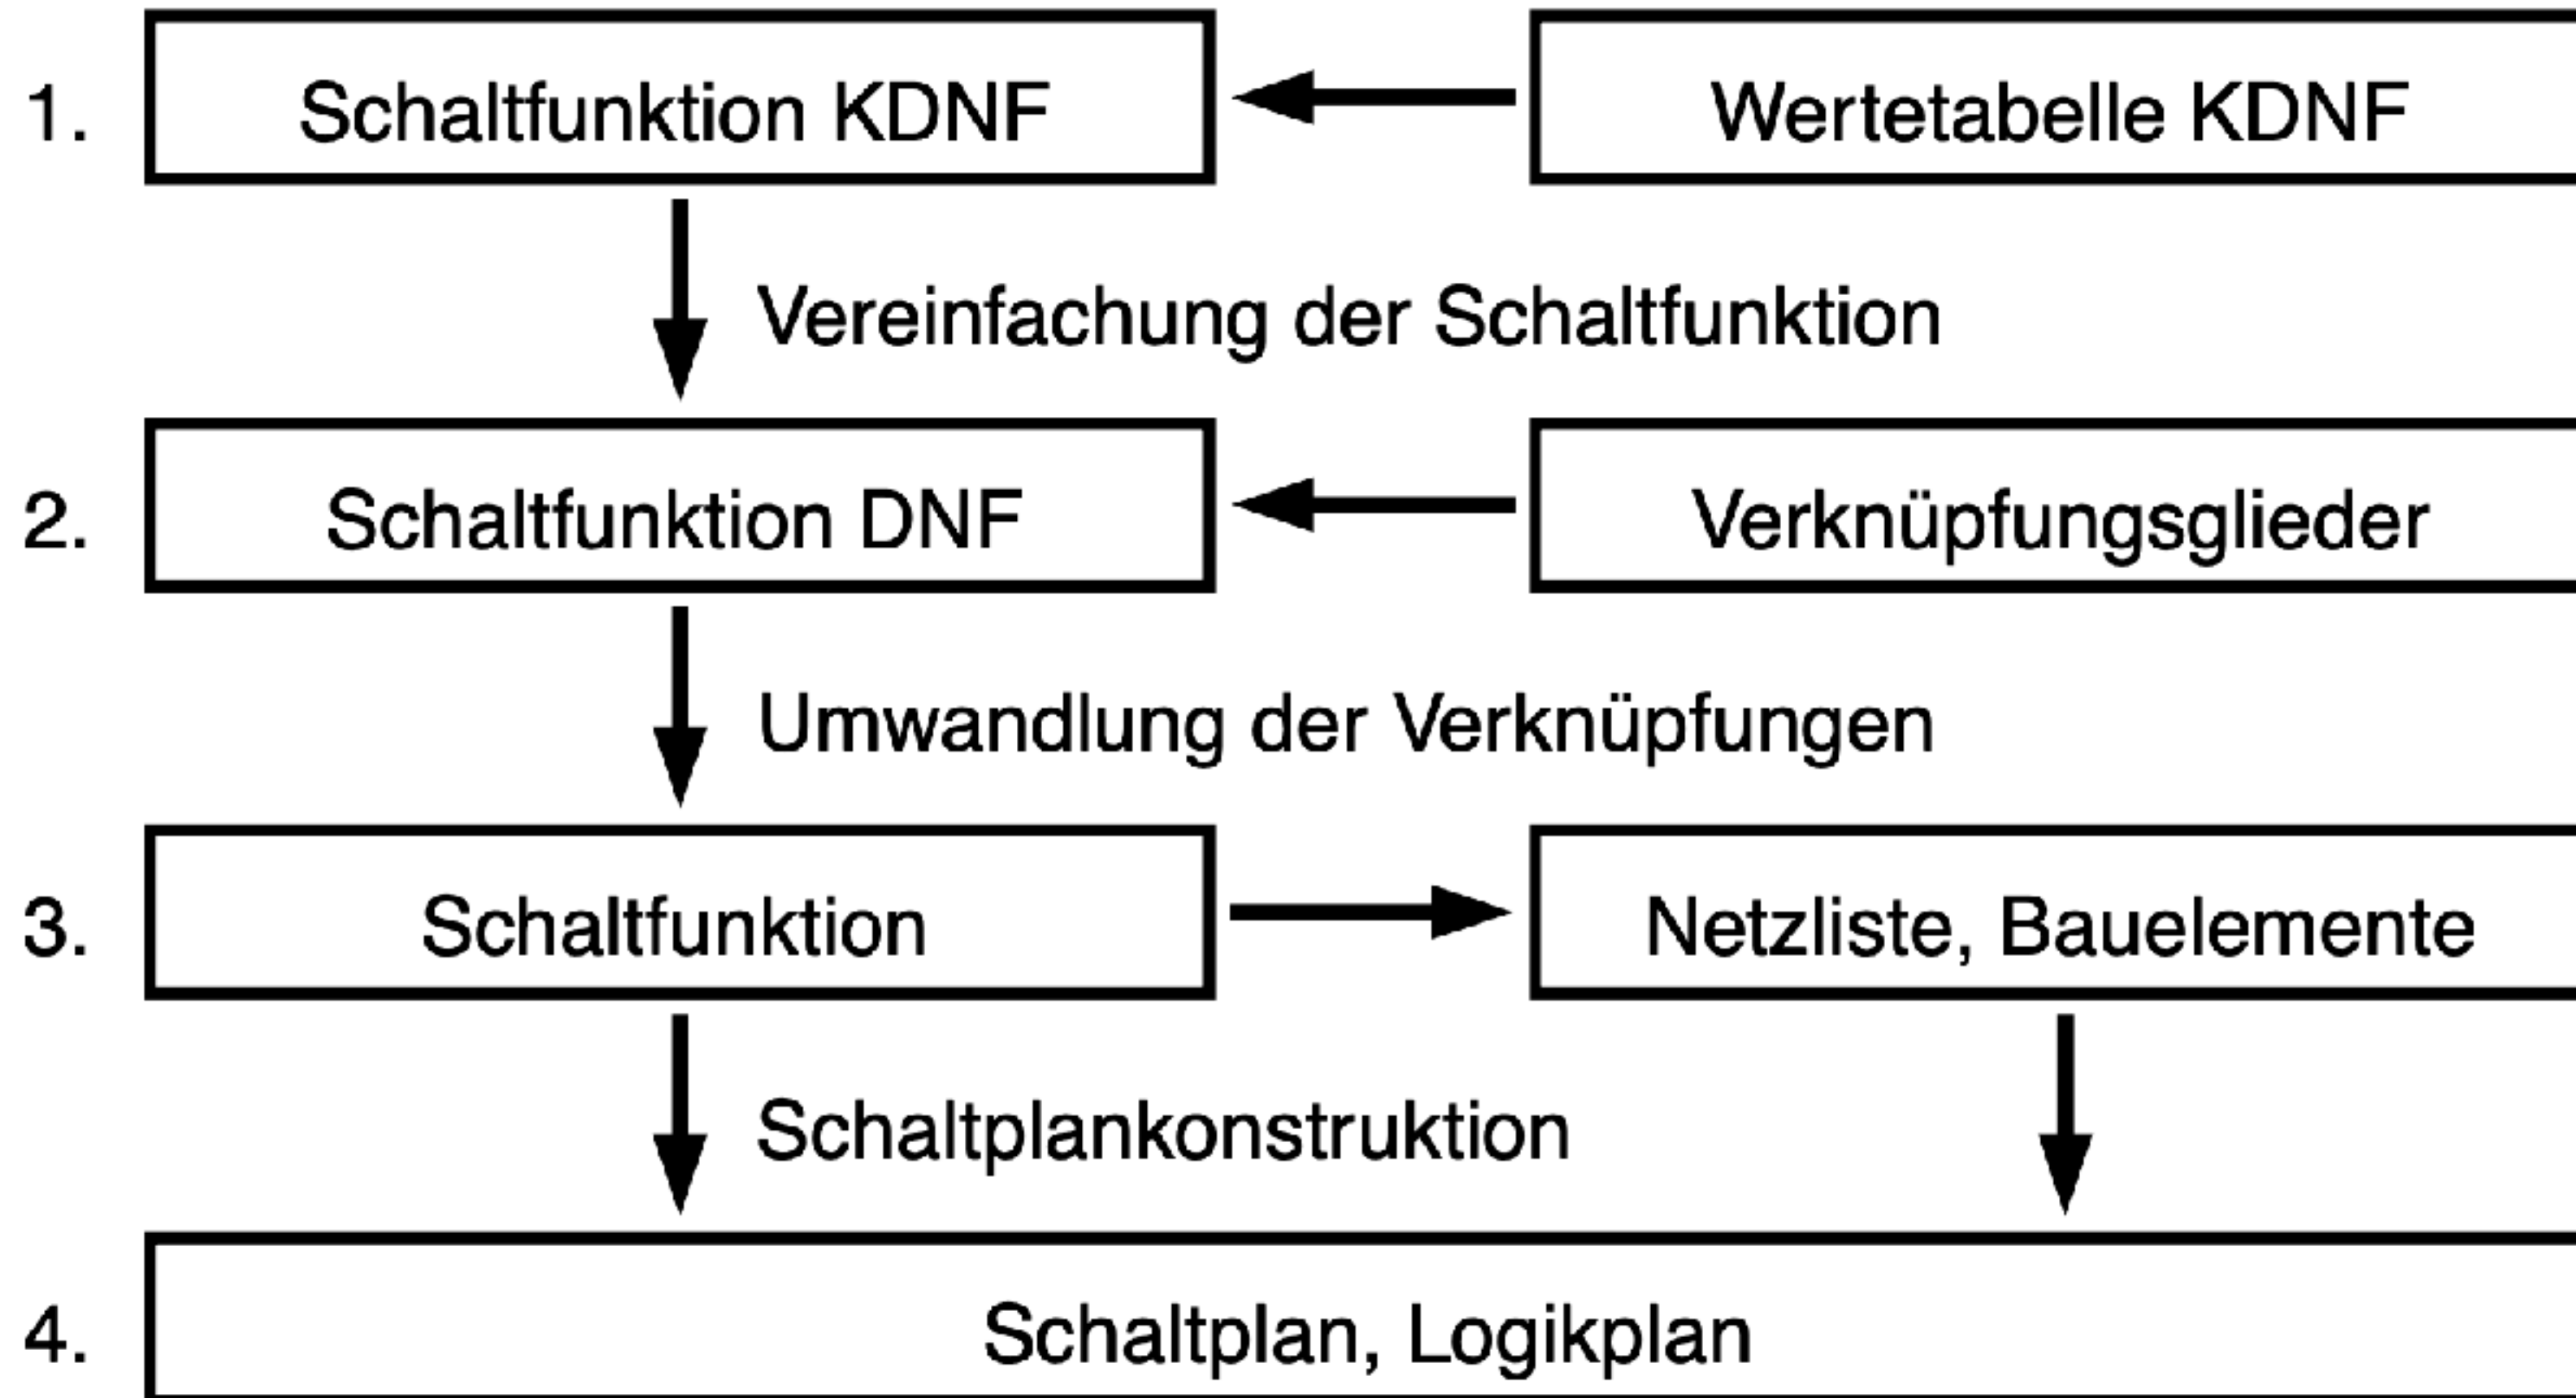 1. Schaltfunktion KDNF Wertetabelle KDNF
Vereinfachung der Schaltfunktion
2. Schaltfunktion DNF Verknüpfungsglieder
Umwandlung der Verknüpfungen
3. Schaltfunktion Netzliste, Bauelemente
Schaltplankonstruktion
4. Schaltplan, Logikplan